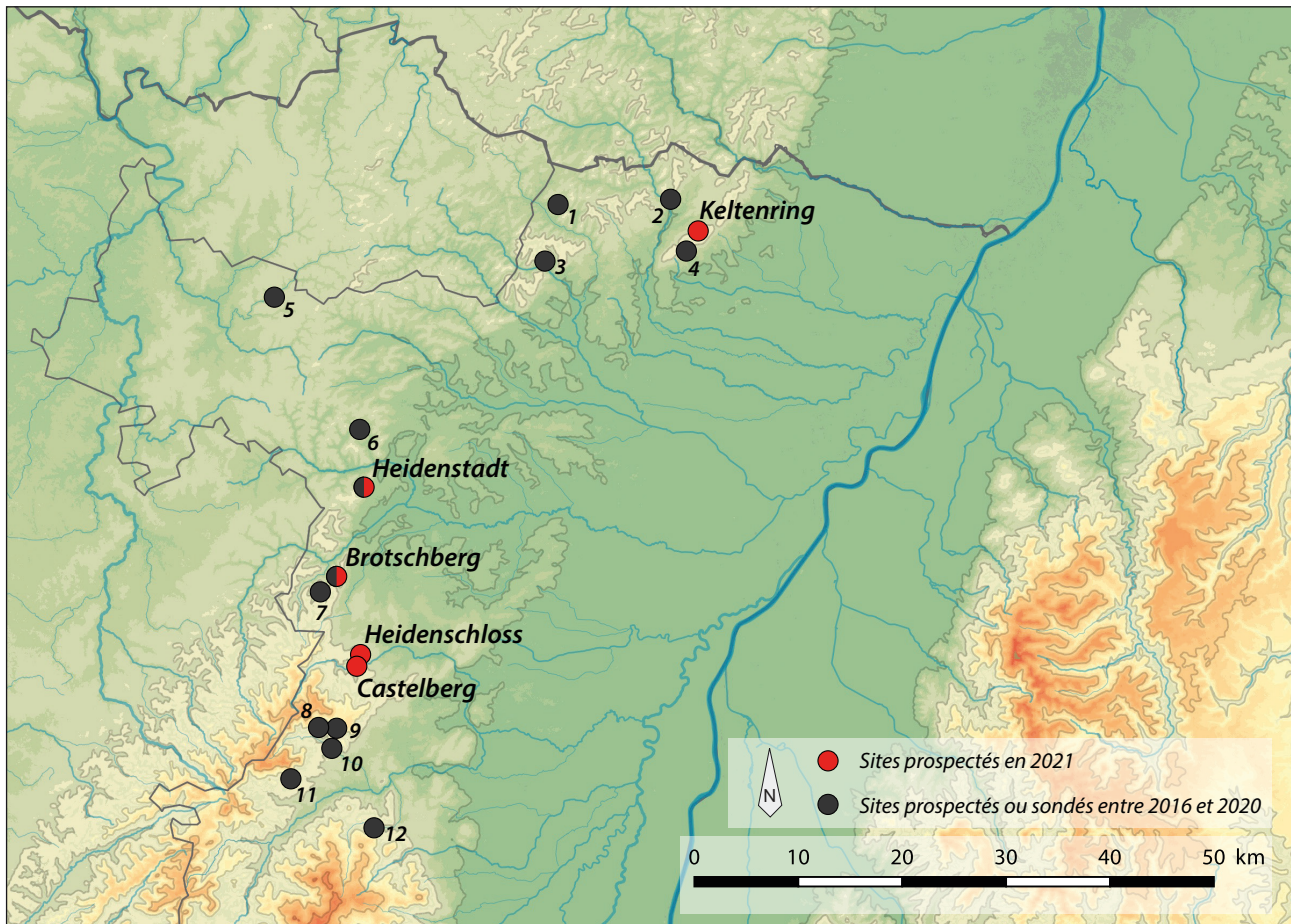 1
2
Keltenring
3
4
5
6
Heidenstadt
Brotschberg
7
Heidenschloss
Castelberg
8
9
10
11
12
N
Sites prospectés en 2021
Sites prospectés ou sondés entre 2016 et 2020
0 10 20 30 40 50 km